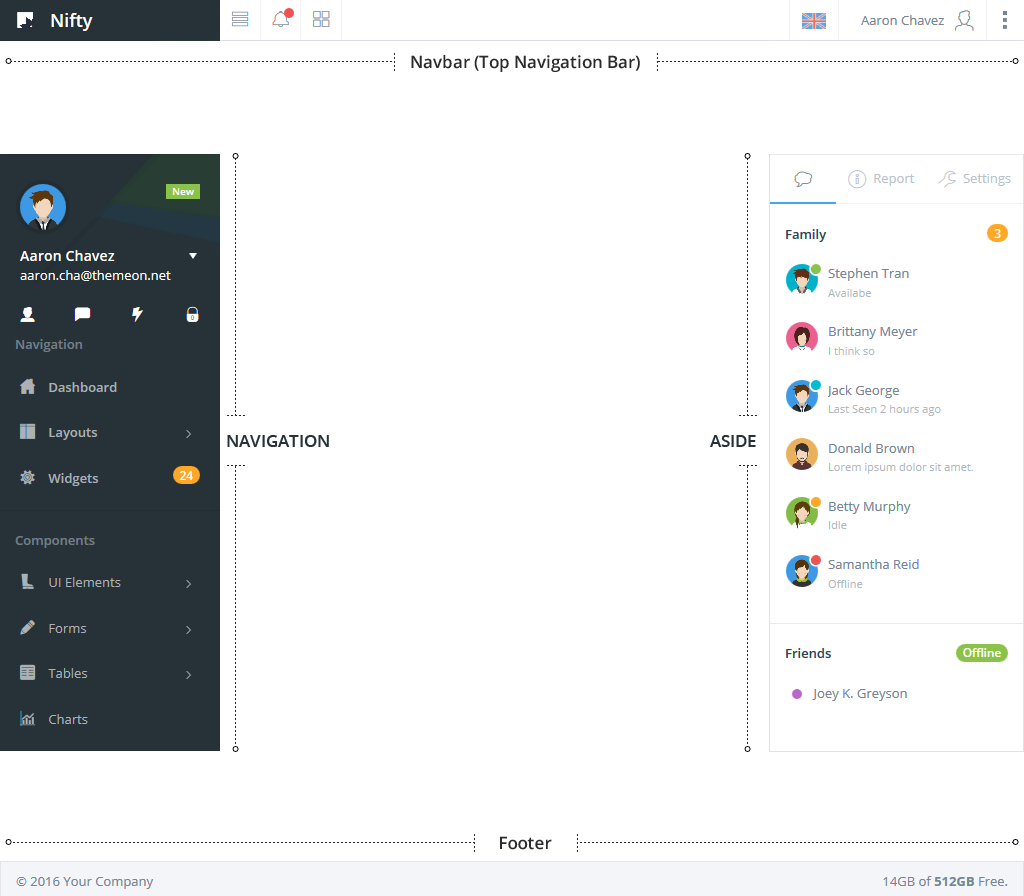 Nifty
Aaron Chavez
Navbar (Top Navigation Bar)
New
Aaron Chavez
aaron.cha@themeon.net
Navigation
Dashboard
Layouts
Widgets 24
Components
UI Elements
Forms
Tables
Charts
NAVIGATION
ASIDE
Report Settings
Family 3
Stephen Tran
Availabe
Brittany Meyer
I think so
Jack George
Last Seen 2 hours ago
Donald Brown
Lorem ipsum dolor sit amet.
Betty Murphy
Idle
Samantha Reid
Offline
Friends Offline
Joey K. Greyson
Footer
© 2016 Your Company 14GB of 512GB Free.